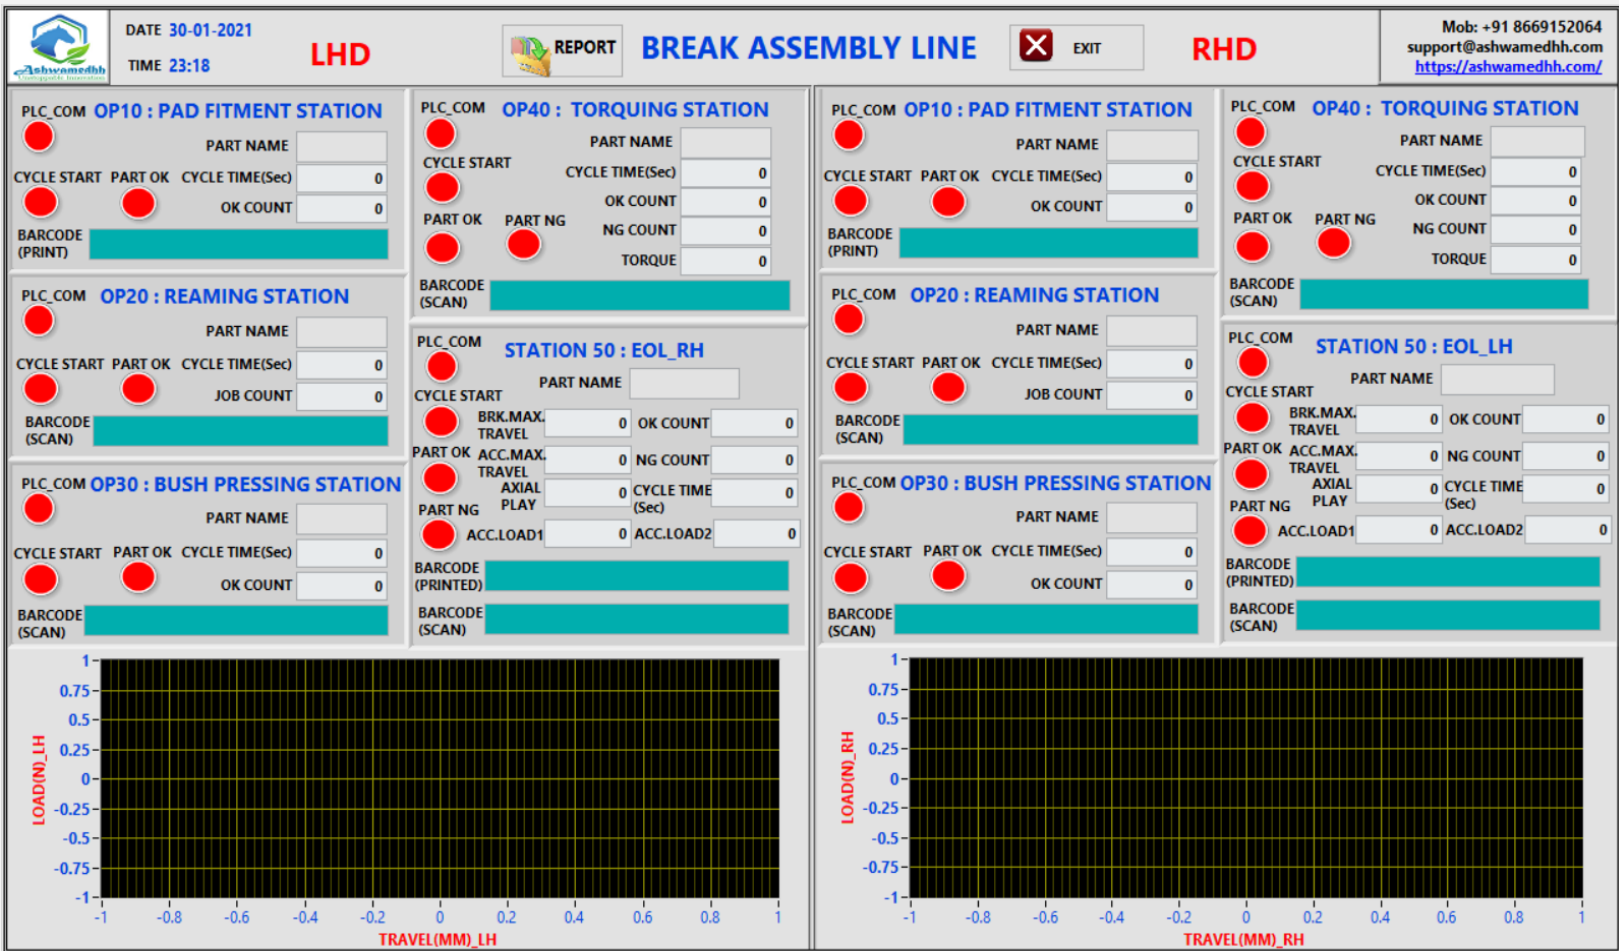 Ashwamedhh
DATE 30-01-2021
TIME 23:18
LHD
REPORT
BREAK ASSEMBLY LINE
EXIT
RHD
Mob: +91 8669152064
support@ashwamedhh.com
https://ashwamedhh.com/
PLC_COM OP10 : PAD FITMENT STATION
PART NAME
CYCLE START PART OK CYCLE TIME(Sec) 0
OK COUNT 0
BARCODE
(PRINT)
PLC_COM OP20 : REAMING STATION
PART NAME
CYCLE START PART OK CYCLE TIME(Sec) 0
JOB COUNT 0
BARCODE
(SCAN)
PLC_COM OP30 : BUSH PRESSING STATION
PART NAME
CYCLE START PART OK CYCLE TIME(Sec) 0
OK COUNT 0
BARCODE
(SCAN)
PLC_COM OP40 : TORQUING STATION
PART NAME
CYCLE START CYCLE TIME(Sec) 0
OK COUNT 0
PART OK PART NG NG COUNT 0
TORQUE 0
BARCODE
(SCAN)
PLC_COM STATION 50 : EOL_RH
PART NAME
CYCLE START
BRK.MAX.
TRAVEL 0 OK COUNT 0
PART OK ACC.MAX.
TRAVEL 0 NG COUNT 0
AXIAL
PLAY 0 CYCLE TIME
(Sec) 0
PART NG
ACC.LOAD1 0 ACC.LOAD2 0
BARCODE
(PRINTED)
BARCODE
(SCAN)
1
0.75
0.5
0.25
0
-0.25
-0.5
-0.75
-1
LOAD(N)_LH
-1 -0.8 -0.6 -0.4 -0.2 0 0.2 0.4 0.6 0.8 1
TRAVEL(MM)_LH
PLC_COM OP10 : PAD FITMENT STATION
PART NAME
CYCLE START PART OK CYCLE TIME(Sec) 0
OK COUNT 0
BARCODE
(PRINT)
PLC_COM OP20 : REAMING STATION
PART NAME
CYCLE START PART OK CYCLE TIME(Sec) 0
JOB COUNT 0
BARCODE
(SCAN)
PLC_COM OP30 : BUSH PRESSING STATION
PART NAME
CYCLE START PART OK CYCLE TIME(Sec) 0
OK COUNT 0
BARCODE
(SCAN)
PLC_COM OP40 : TORQUING STATION
PART NAME
CYCLE START CYCLE TIME(Sec) 0
OK COUNT 0
PART OK PART NG NG COUNT 0
TORQUE 0
BARCODE
(SCAN)
PLC_COM STATION 50 : EOL_LH
PART NAME
CYCLE START
BRK.MAX.
TRAVEL 0 OK COUNT 0
PART OK ACC.MAX.
TRAVEL 0 NG COUNT 0
AXIAL
PLAY 0 CYCLE TIME
(Sec) 0
PART NG
ACC.LOAD1 0 ACC.LOAD2 0
BARCODE
(PRINTED)
BARCODE
(SCAN)
1
0.75
0.5
0.25
0
-0.25
-0.5
-0.75
-1
LOAD(N)_RH
-1 -0.8 -0.6 -0.4 -0.2 0 0.2 0.4 0.6 0.8 1
TRAVEL(MM)_RH